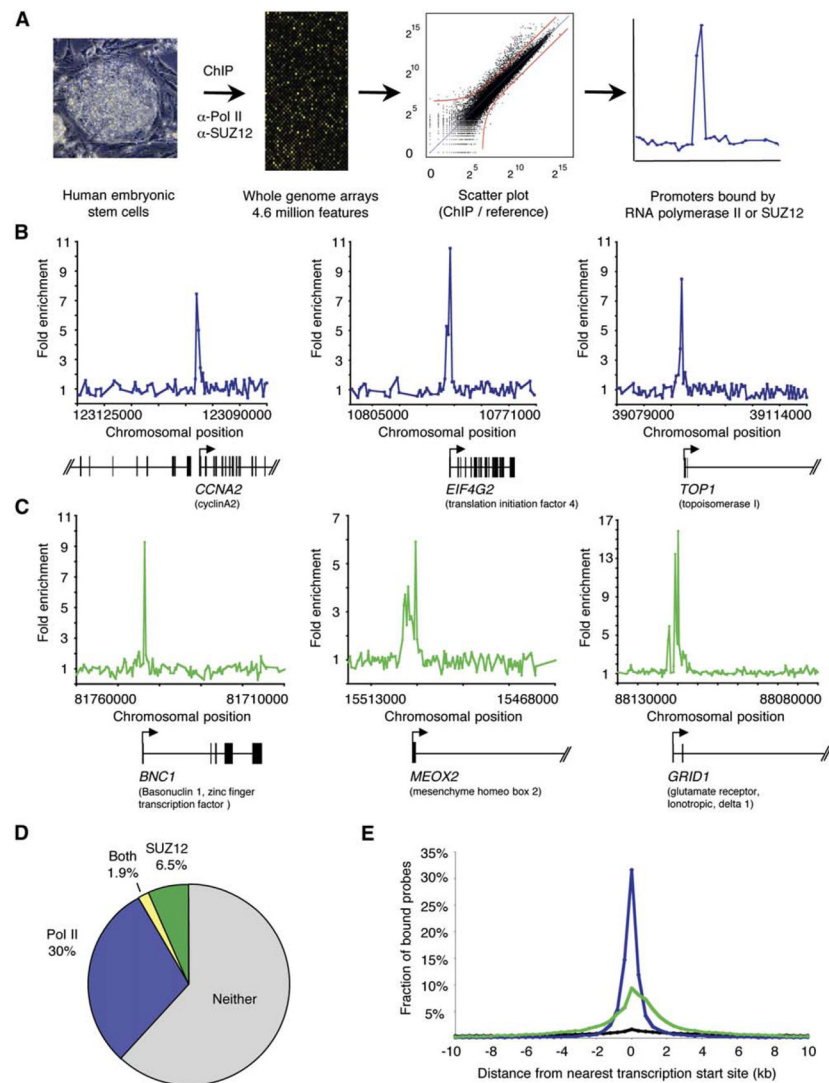 A
ChIP
α-Pol II
α-SUZ12
2^15
2^10
2^5
0
0 2^5 2^10 2^15
Human embryonic
stem cells
Whole genome arrays
4.6 million features
Scatter plot
(ChIP / reference)
Promoters bound by
RNA polymerase II or SUZ12
B
Fold enrichment
11
9
7
5
3
1
123125000 123090000
Chromosomal position
CCNA2
(cyclinA2)
Fold enrichment
11
9
7
5
3
1
10805000 10771000
Chromosomal position
EIF4G2
(translation initiation factor 4)
Fold enrichment
11
9
7
5
3
1
39079000 39114000
Chromosomal position
TOP1
(topoisomerase I)
C
Fold enrichment
11
9
7
5
3
1
81760000 81710000
Chromosomal position
BNC1
(Basonuclin 1, zinc finger
transcription factor )
Fold enrichment
7
5
3
1
15513000 15468000
Chromosomal position
MEOX2
(mesenchyme homeo box 2)
Fold enrichment
17
13
9
5
1
88130000 88080000
Chromosomal position
GRID1
(glutamate receptor,
Ionotropic, delta 1)
D
Both
1.9%
SUZ12
6.5%
Pol II
30%
Neither
E
Fraction of bound probes
35%
30%
25%
20%
15%
10%
5%
-10 -8 -6 -4 -2 0 2 4 6 8 10
Distance from nearest transcription start site (kb)